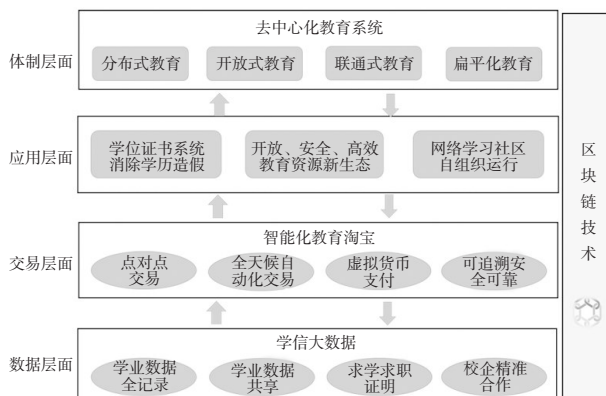 去中心化教育系统
体制层面
分布式教育
开放式教育
联通式教育
扁平化教育
应用层面
学位证书系统
消除学历造假
开放、安全、高效
教育资源新生态
网络学习社区
自组织运行
智能化教育淘宝
交易层面
点对点
交易
全天候自
动化交易
虚拟货币
支付
可追溯安
全可靠
学信大数据
数据层面
学业数据
全记录
学业数据
共享
求学求职
证明
校企精准
合作
区块链技术